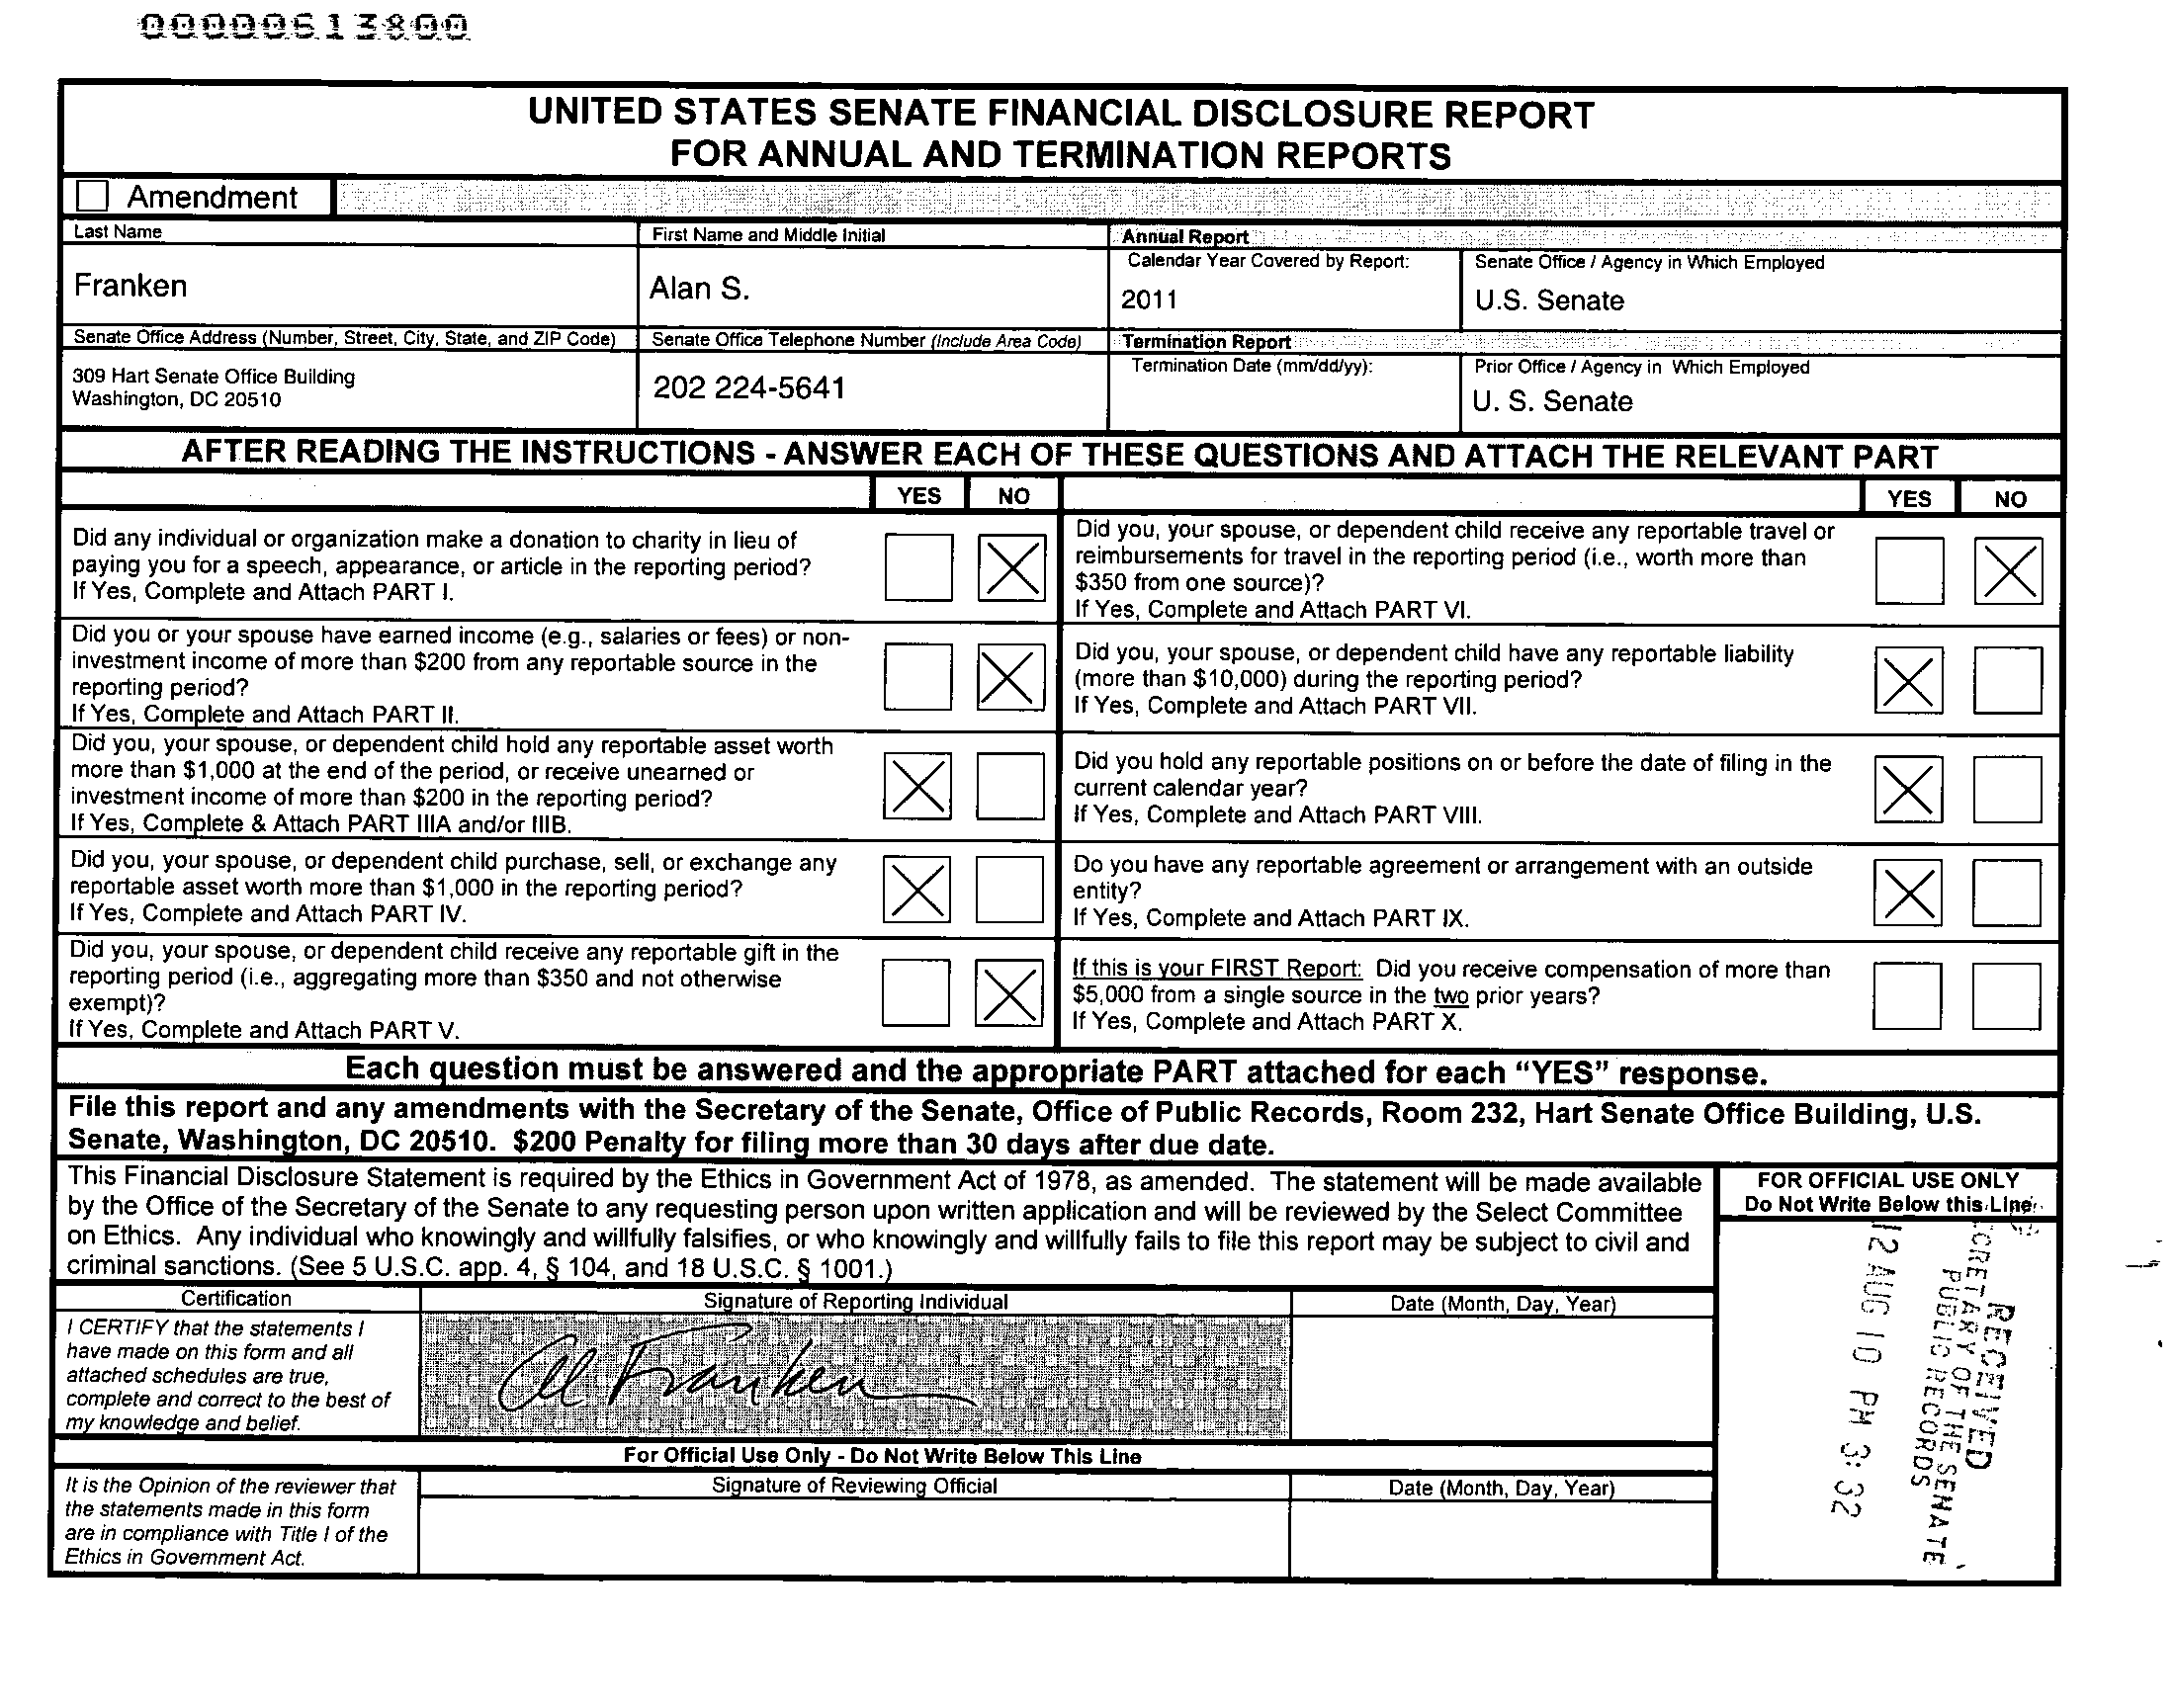 00000613800
UNITED STATES SENATE FINANCIAL DISCLOSURE REPORT
FOR ANNUAL AND TERMINATION REPORTS
Amendment
Last Name
First Name and Middle Initial
Annual Report
Calendar Year Covered by Report:
Senate Office / Agency in Which Employed
Franken
Alan S.
2011
U.S. Senate
Senate Office Address (Number, Street, City, State, and ZIP Code)
Senate Office Telephone Number (Include Area Code)
Termination Report
Termination Date (mm/dd/yy):
Prior Office / Agency in Which Employed
309 Hart Senate Office Building
Washington, DC 20510
202 224-5641
U. S. Senate
AFTER READING THE INSTRUCTIONS - ANSWER EACH OF THESE QUESTIONS AND ATTACH THE RELEVANT PART
YES NO
YES NO
Did any individual or organization make a donation to charity in lieu of
paying you for a speech, appearance, or article in the reporting period?
If Yes, Complete and Attach PART I.
Did you, your spouse, or dependent child receive any reportable travel or
reimbursements for travel in the reporting period (i.e., worth more than
$350 from one source)?
If Yes, Complete and Attach PART VI.
Did you or your spouse have earned income (e.g., salaries or fees) or non-
investment income of more than $200 from any reportable source in the
reporting period?
If Yes, Complete and Attach PART II.
Did you, your spouse, or dependent child have any reportable liability
(more than $10,000) during the reporting period?
If Yes, Complete and Attach PART VII.
Did you, your spouse, or dependent child hold any reportable asset worth
more than $1,000 at the end of the period, or receive unearned or
investment income of more than $200 in the reporting period?
If Yes, Complete & Attach PART IIIA and/or IIIB.
Did you hold any reportable positions on or before the date of filing in the
current calendar year?
If Yes, Complete and Attach PART VIII.
Did you, your spouse, or dependent child purchase, sell, or exchange any
reportable asset worth more than $1,000 in the reporting period?
If Yes, Complete and Attach PART IV.
Do you have any reportable agreement or arrangement with an outside
entity?
If Yes, Complete and Attach PART IX.
Did you, your spouse, or dependent child receive any reportable gift in the
reporting period (i.e., aggregating more than $350 and not otherwise
exempt)?
If Yes, Complete and Attach PART V.
If this is your FIRST Report: Did you receive compensation of more than
$5,000 from a single source in the two prior years?
If Yes, Complete and Attach PART X.
Each question must be answered and the appropriate PART attached for each “YES” response.
File this report and any amendments with the Secretary of the Senate, Office of Public Records, Room 232, Hart Senate Office Building, U.S.
Senate, Washington, DC 20510. $200 Penalty for filing more than 30 days after due date.
This Financial Disclosure Statement is required by the Ethics in Government Act of 1978, as amended. The statement will be made available
by the Office of the Secretary of the Senate to any requesting person upon written application and will be reviewed by the Select Committee
on Ethics. Any individual who knowingly and willfully falsifies, or who knowingly and willfully fails to file this report may be subject to civil and
criminal sanctions. (See 5 U.S.C. app. 4, § 104, and 18 U.S.C. § 1001.)
FOR OFFICIAL USE ONLY
Do Not Write Below this Line
Certification
Signature of Reporting Individual
Date (Month, Day, Year)
I CERTIFY that the statements I
have made on this form and all
attached schedules are true,
complete and correct to the best of
my knowledge and belief.
Al Franken
For Official Use Only - Do Not Write Below This Line
It is the Opinion of the reviewer that
the statements made in this form
are in compliance with Title I of the
Ethics in Government Act.
Signature of Reviewing Official
Date (Month, Day, Year)
RECEIVED
SECRETARY OF THE SENATE
PUBLIC RECORDS
12 AUG 10 PM 3:32